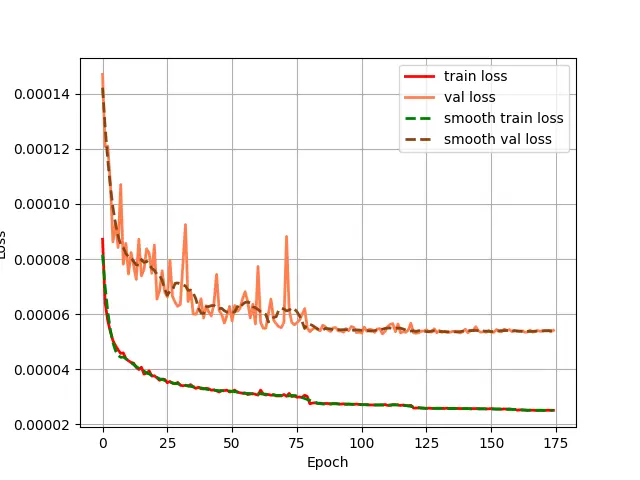 train loss
val loss
smooth train loss
smooth val loss
0.00014
0.00012
0.00010
0.00008
0.00006
0.00004
0.00002
0 25 50 75 100 125 150 175
Epoch
Loss